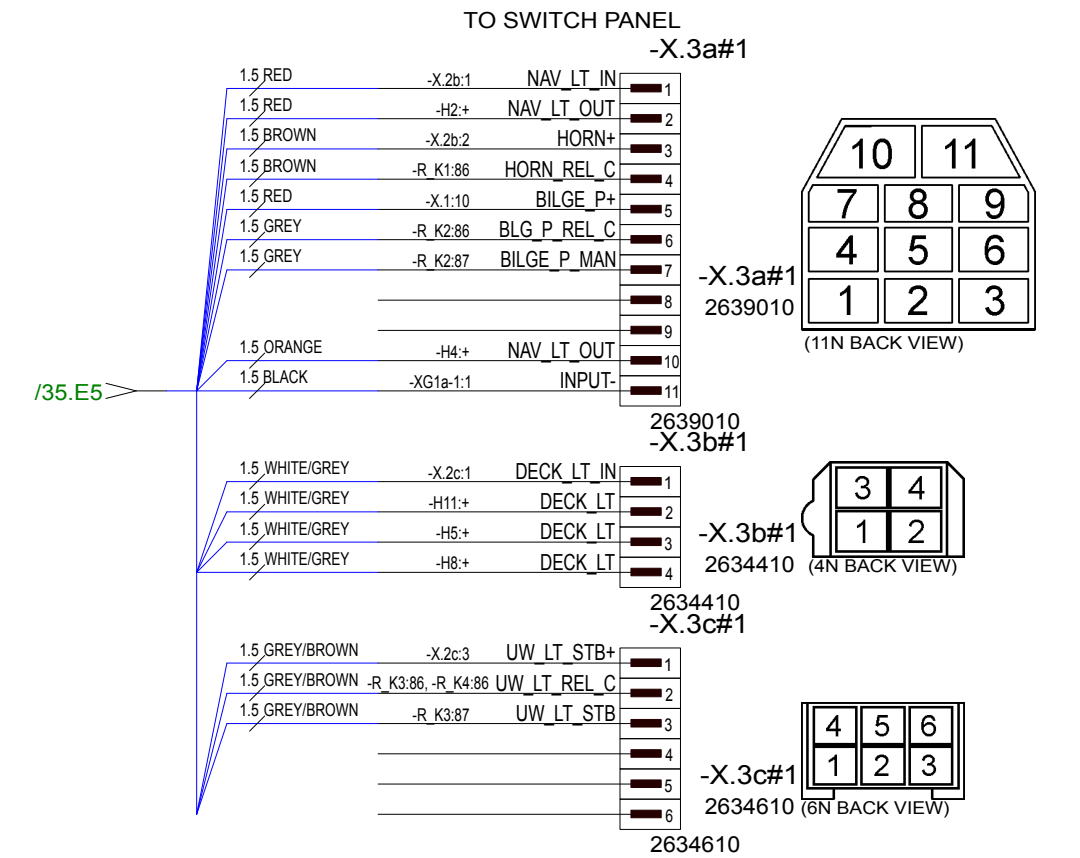 TO SWITCH PANEL
-X.3a#1
1.5 RED -X.2b:1 NAV_LT_IN 1
1.5 RED -H2:+ NAV_LT_OUT 2
1.5 BROWN -X.2b:2 HORN+ 3
1.5 BROWN -R_K1:86 HORN_REL_C 4
1.5 RED -X.1:10 BILGE_P+ 5
1.5 GREY -R_K2:86 BLG_P_REL_C 6
1.5 GREY -R_K2:87 BILGE_P_MAN 7
8
9
1.5 ORANGE -H4:+ NAV_LT_OUT 10
1.5 BLACK -XG1a-1:1 INPUT- 11
/35.E5
2639010
10 11
7 8 9
4 5 6
1 2 3
-X.3a#1
2639010
(11N BACK VIEW)
-X.3b#1
1.5 WHITE/GREY -X.2c:1 DECK_LT_IN 1
1.5 WHITE/GREY -H11:+ DECK_LT 2
1.5 WHITE/GREY -H5:+ DECK_LT 3
1.5 WHITE/GREY -H8:+ DECK_LT 4
2634410
3 4
1 2
-X.3b#1
2634410
(4N BACK VIEW)
-X.3c#1
1.5 GREY/BROWN -X.2c:3 UW_LT_STB+ 1
1.5 GREY/BROWN -R_K3:86, -R_K4:86 UW_LT_REL_C 2
1.5 GREY/BROWN -R_K3:87 UW_LT_STB 3
4
5
6
2634610
4 5 6
1 2 3
-X.3c#1
2634610
(6N BACK VIEW)